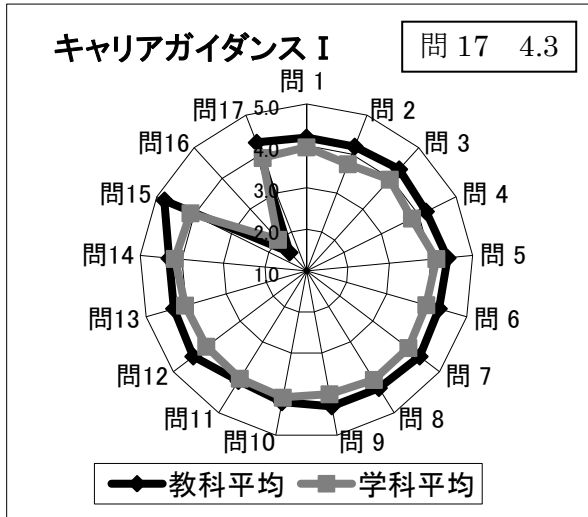 キャリアガイダンス I
問 17 4.3
問 1
問 2
問 3
問 4
問 5
問 6
問 7
問 8
問 9
問10
問11
問12
問13
問14
問15
問16
問17
5.0
4.0
3.0
2.0
1.0
教科平均 学科平均